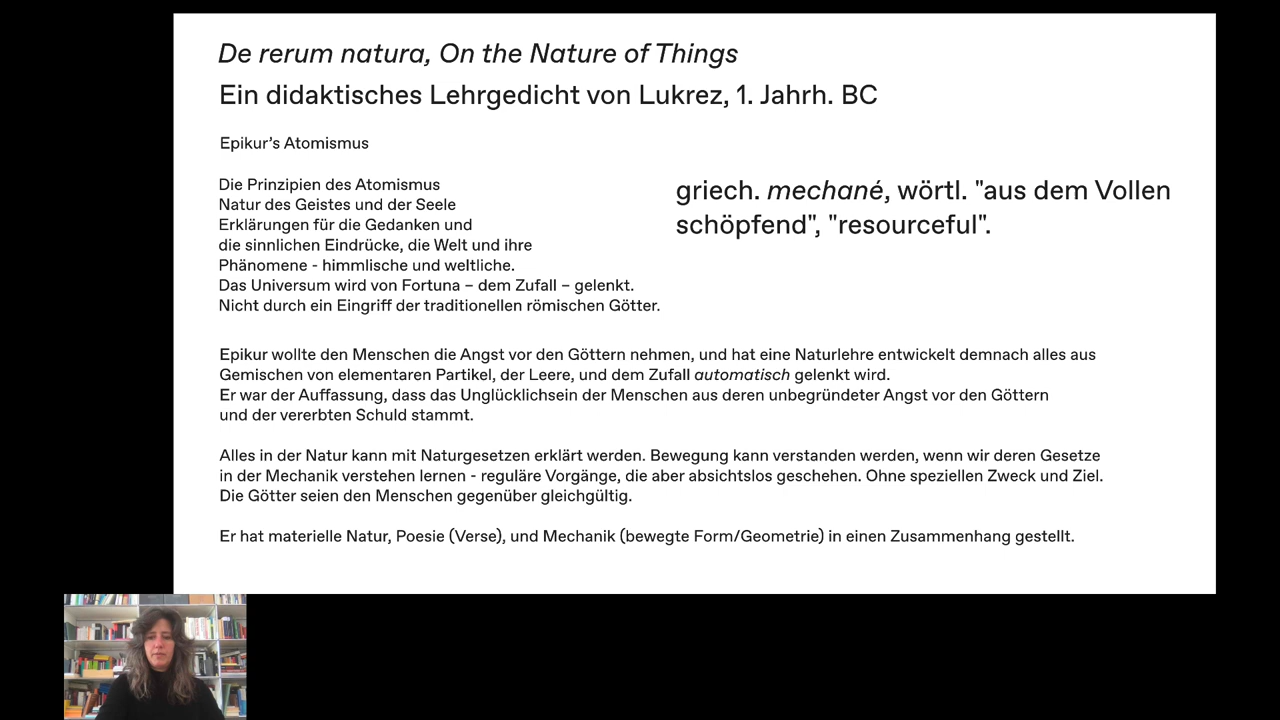 De rerum natura, On the Nature of Things
Ein didaktisches Lehrgedicht von Lukrez, 1. Jahrh. BC
Epikur's Atomismus
Die Prinzipien des Atomismus
Natur des Geistes und der Seele
Erklärungen für die Gedanken und
die sinnlichen Eindrücke, die Welt und ihre
Phänomene - himmlische und weltliche.
Das Universum wird von Fortuna – dem Zufall – gelenkt.
Nicht durch ein Eingriff der traditionellen römischen Götter.
griech. mechané, wörtl. "aus dem Vollen
schöpfend", "resourceful".
Epikur wollte den Menschen die Angst vor den Göttern nehmen, und hat eine Naturlehre entwickelt demnach alles aus
Gemischen von elementaren Partikel, der Leere, und dem Zufall automatisch gelenkt wird.
Er war der Auffassung, dass das Unglücklichsein der Menschen aus deren unbegründeter Angst vor den Göttern
und der vererbten Schuld stammt.
Alles in der Natur kann mit Naturgesetzen erklärt werden. Bewegung kann verstanden werden, wenn wir deren Gesetze
in der Mechanik verstehen lernen - reguläre Vorgänge, die aber absichtslos geschehen. Ohne speziellen Zweck und Ziel.
Die Götter seien den Menschen gegenüber gleichgültig.
Er hat materielle Natur, Poesie (Verse), und Mechanik (bewegte Form/Geometrie) in einen Zusammenhang gestellt.